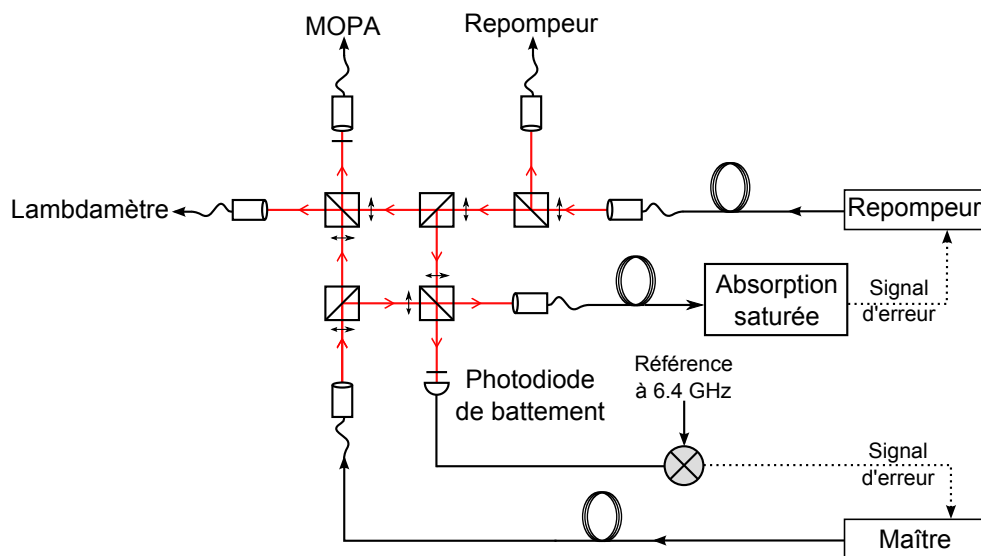 MOPA
Repompeur
Lambdamètre
Repompeur
Absorption
saturée
Signal
d'erreur
Référence
à 6.4 GHz
Photodiode
de battement
Signal
d'erreur
Maître